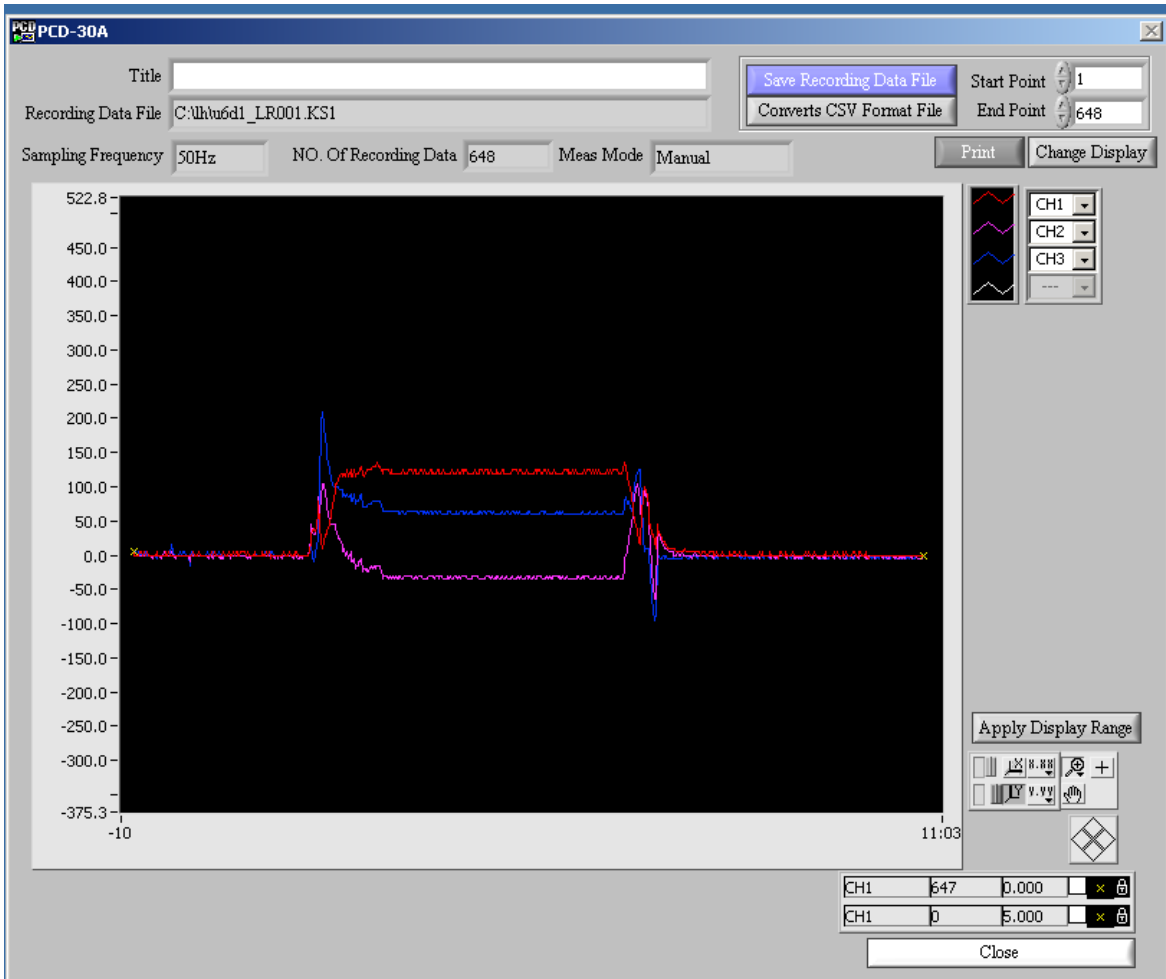 PCD-30A
Title
Save Recording Data File
Start Point 1
Recording Data File C:\lh\u6d1_LR001.KS1
Converts CSV Format File
End Point 648
Sampling Frequency 50Hz
NO. Of Recording Data 648
Meas Mode Manual
Print
Change Display
522.8
450.0
400.0
350.0
300.0
250.0
200.0
150.0
100.0
50.0
0.0
-50.0
-100.0
-150.0
-200.0
-250.0
-300.0
-375.3
-10
11:03
CH1
CH2
CH3
---
Apply Display Range
X 8.88
Y Y.YY
CH1 647 0.000
CH1 0 5.000
Close